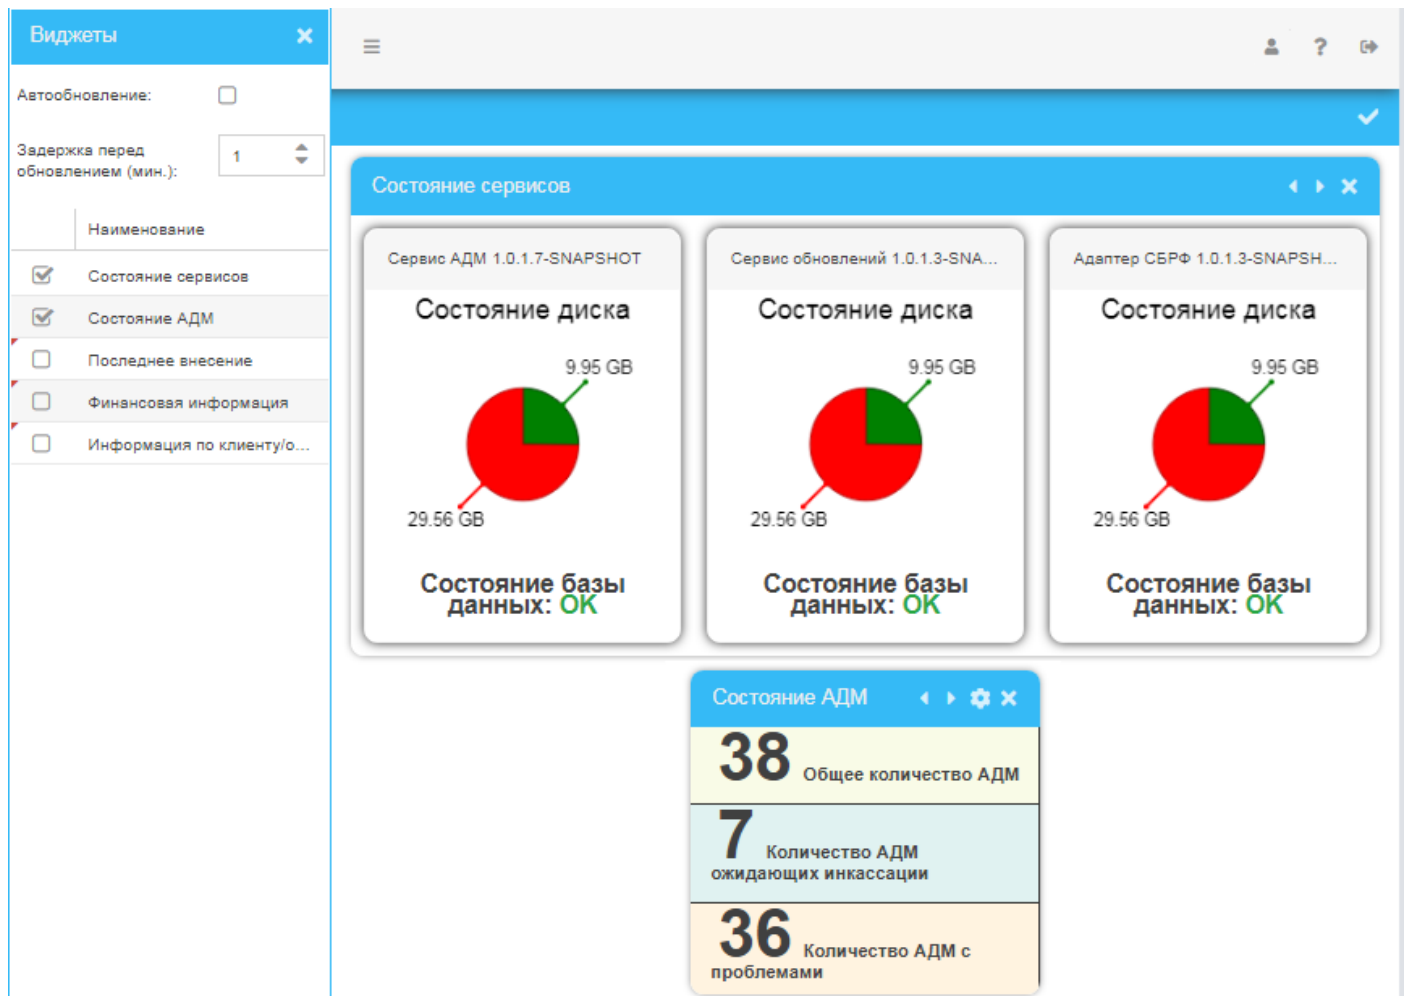 Виджеты
Автообновление:
Задержка перед
обновлением (мин.):
1
Наименование
Состояние сервисов
Состояние АДМ
Последнее внесение
Финансовая информация
Информация по клиенту/о...
?
Состояние сервисов
Сервис АДМ 1.0.1.7-SNAPSHOT
Состояние диска
9.95 GB
29.56 GB
Состояние базы
данных: OK
Сервис обновлений 1.0.1.3-SNA...
Состояние диска
9.95 GB
29.56 GB
Состояние базы
данных: OK
Адаптер СБРФ 1.0.1.3-SNAPSH...
Состояние диска
9.95 GB
29.56 GB
Состояние базы
данных: OK
Состояние АДМ
38 Общее количество АДМ
7 Количество АДМ
ожидающих инкассации
36 Количество АДМ с
проблемами